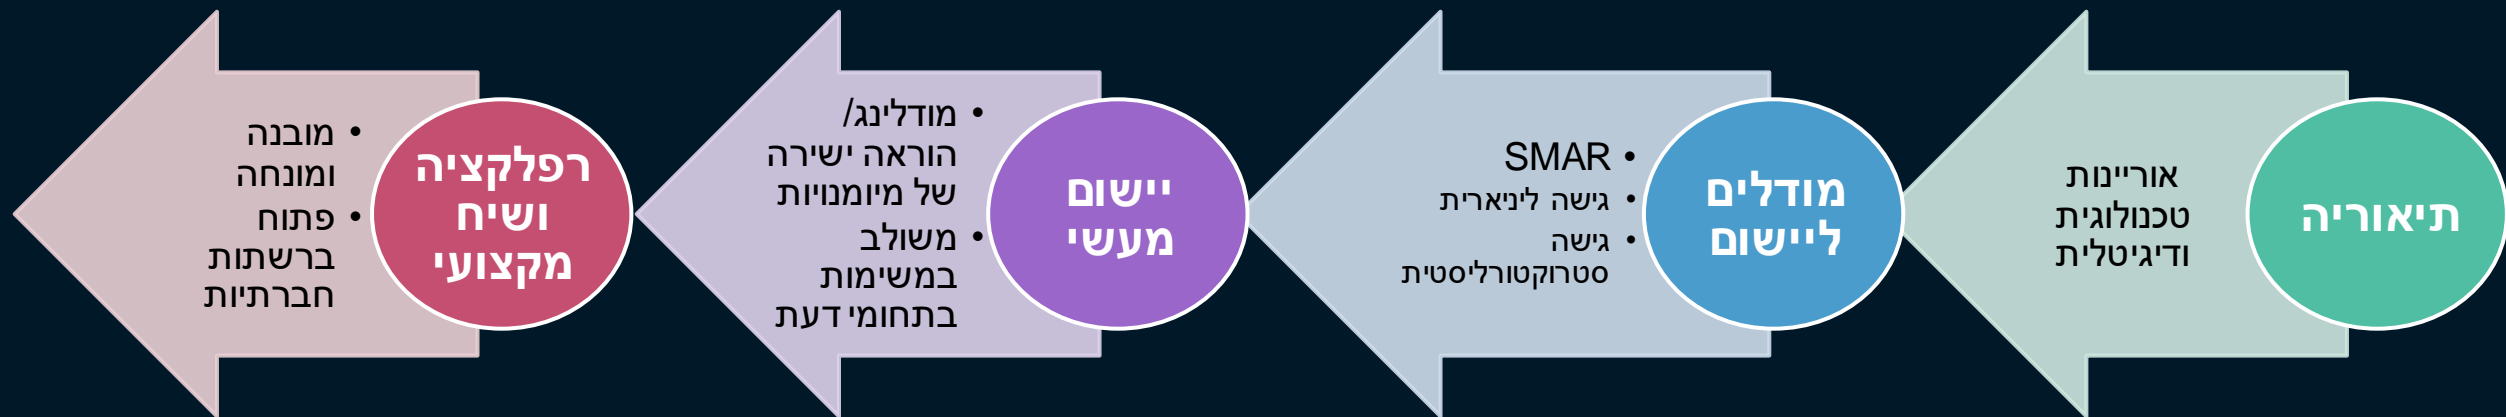 תיאוריה
אוריינות
טכנולוגית
ודיגיטלית
מודלים
ליישום
• SMAR
• גישה ליניארית
• גישה
סטרוקטורליסטית
יישום
מעשי
• מודלינג/
הוראה ישירה
של מיומנויות
• משולב
במשימות
בתחומי דעת
רפלקציה
ושיח
מקצועי
• מובנה
ומונחה
• פתוח
ברשתות
חברתיות